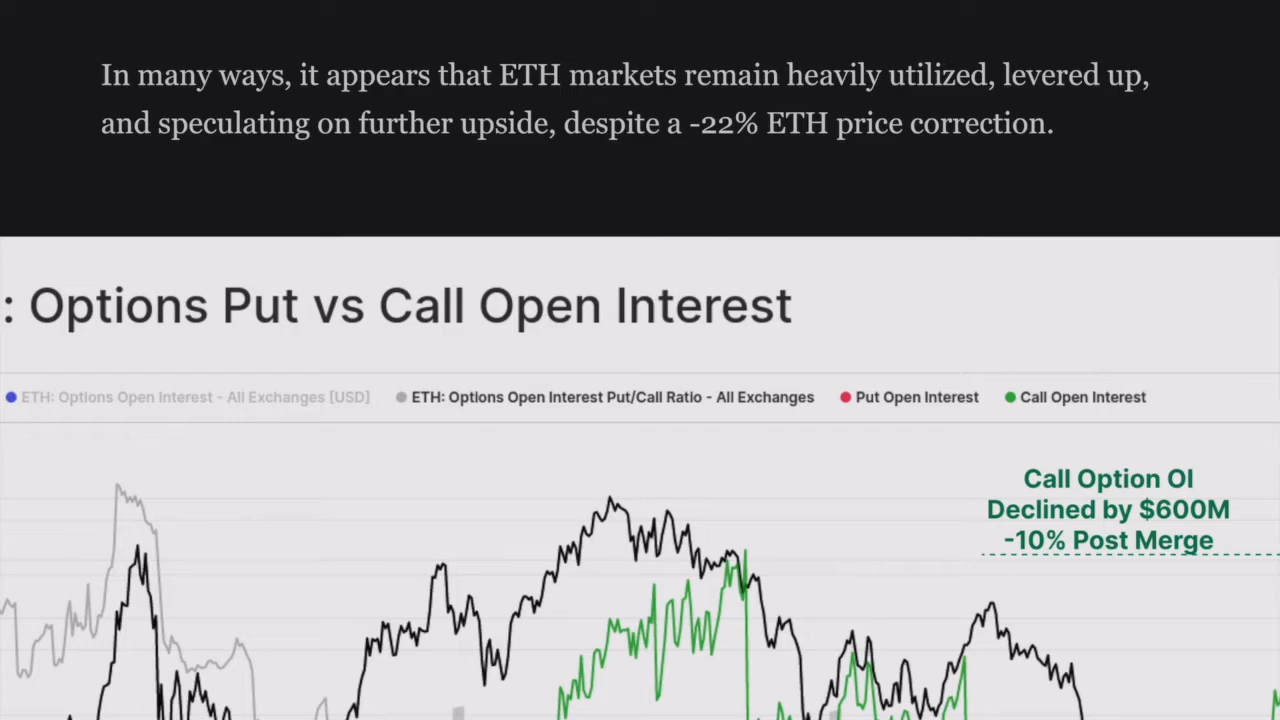 In many ways, it appears that ETH markets remain heavily utilized, levered up,
and speculating on further upside, despite a -22% ETH price correction.
: Options Put vs Call Open Interest
ETH: Options Open Interest - All Exchanges [USD] ETH: Options Open Interest Put/Call Ratio - All Exchanges Put Open Interest Call Open Interest
Call Option OI
Declined by $600M
-10% Post Merge